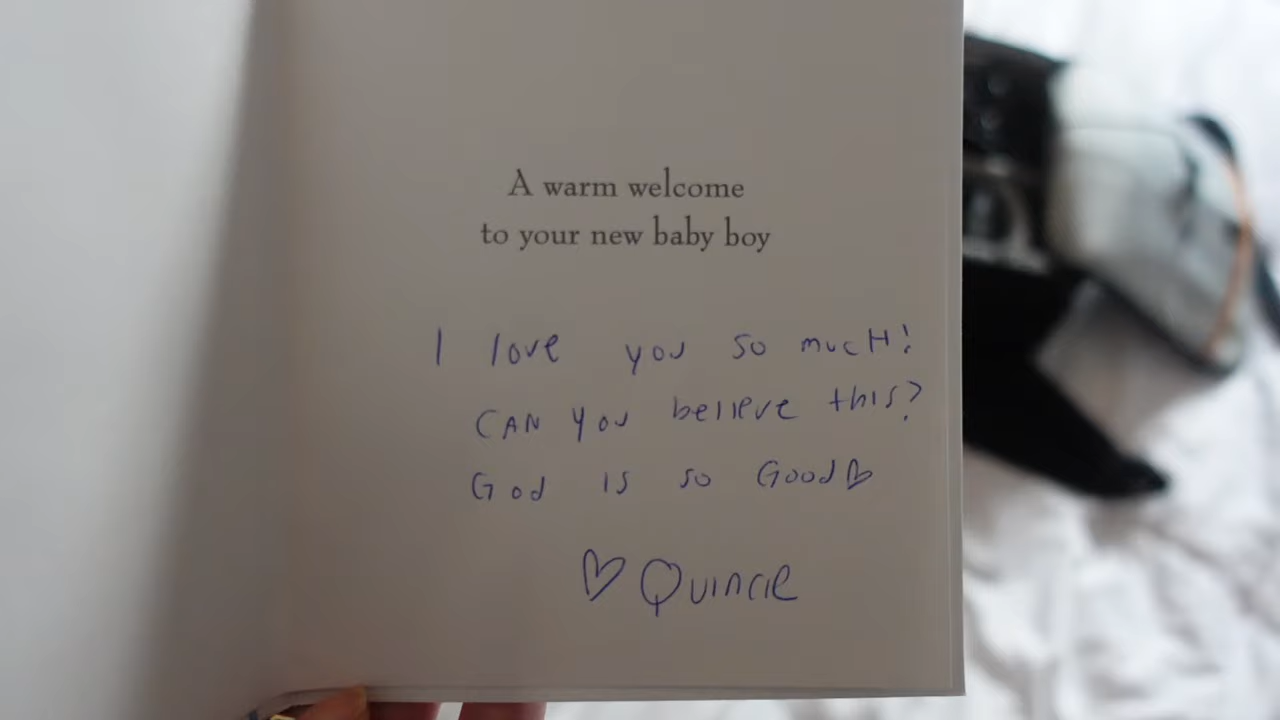 A warm welcome
to your new baby boy
I love you so mucH!
CAN you believe this?
God is so Good♡
♡ Quincie